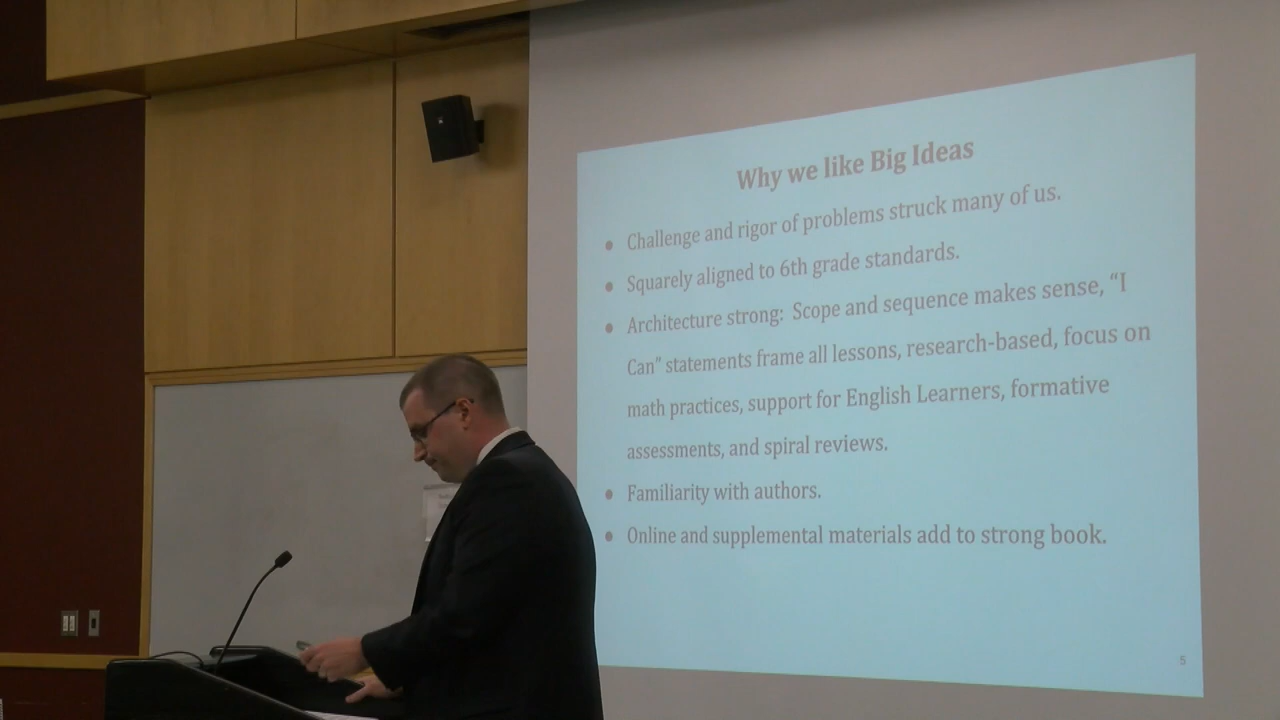 Why we like Big Ideas
● Challenge and rigor of problems struck many of us.
● Squarely aligned to 6th grade standards.
● Architecture strong:  Scope and sequence makes sense, “I
Can” statements frame all lessons, research-based, focus on
math practices, support for English Learners, formative
assessments, and spiral reviews.
● Familiarity with authors.
● Online and supplemental materials add to strong book.
5